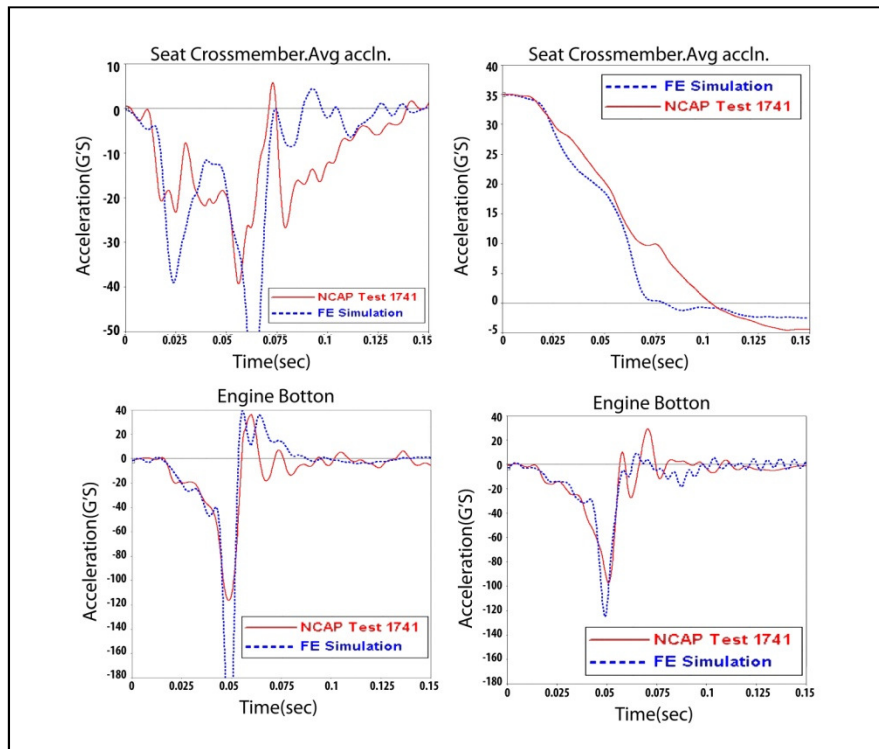 Seat Crossmember.Avg accln.
Acceleration(G'S)
10
0
-10
-20
-30
-40
-50
NCAP Test 1741
FE Simulation
0 0.025 0.05 0.075 0.1 0.125 0.15
Time(sec)
Seat Crossmember.Avg accln.
Acceleration(G'S)
40
35
30
25
20
15
10
5
0
-5
FE Simulation
NCAP Test 1741
0 0.025 0.05 0.075 0.1 0.125 0.15
Time(sec)
Engine Botton
Acceleration(G'S)
40
20
0
-20
-40
-60
-80
-100
-120
-140
-160
-180
NCAP Test 1741
FE Simulation
0 0.025 0.05 0.075 0.1 0.125 0.15
Time(sec)
Engine Botton
Acceleration(G'S)
40
20
0
-20
-40
-60
-80
-100
-120
-140
-160
-180
NCAP Test 1741
FE Simulation
0 0.025 0.05 0.075 0.1 0.125 0.15
Time(sec)